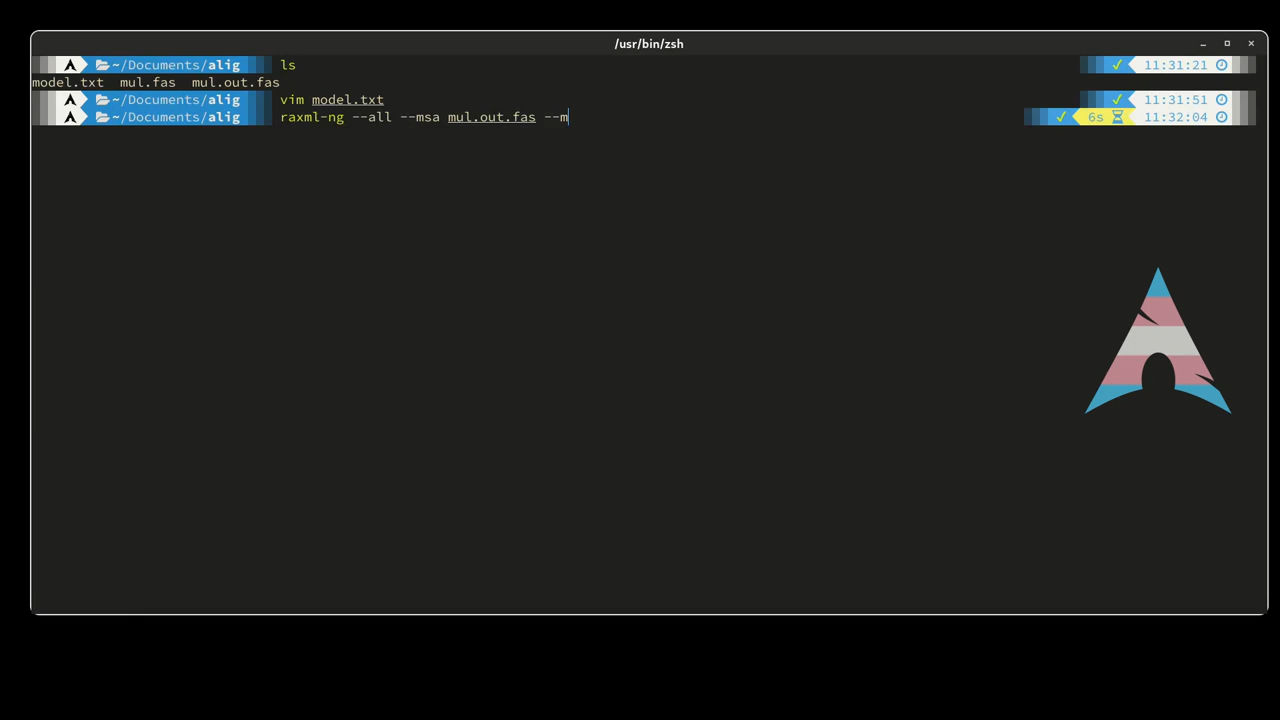 /usr/bin/zsh
~/Documents/alig ls ✓ 11:31:21
model.txt mul.fas mul.out.fas
~/Documents/alig vim model.txt ✓ 11:31:51
~/Documents/alig raxml-ng --all --msa mul.out.fas --m ✓ 6s 11:32:04